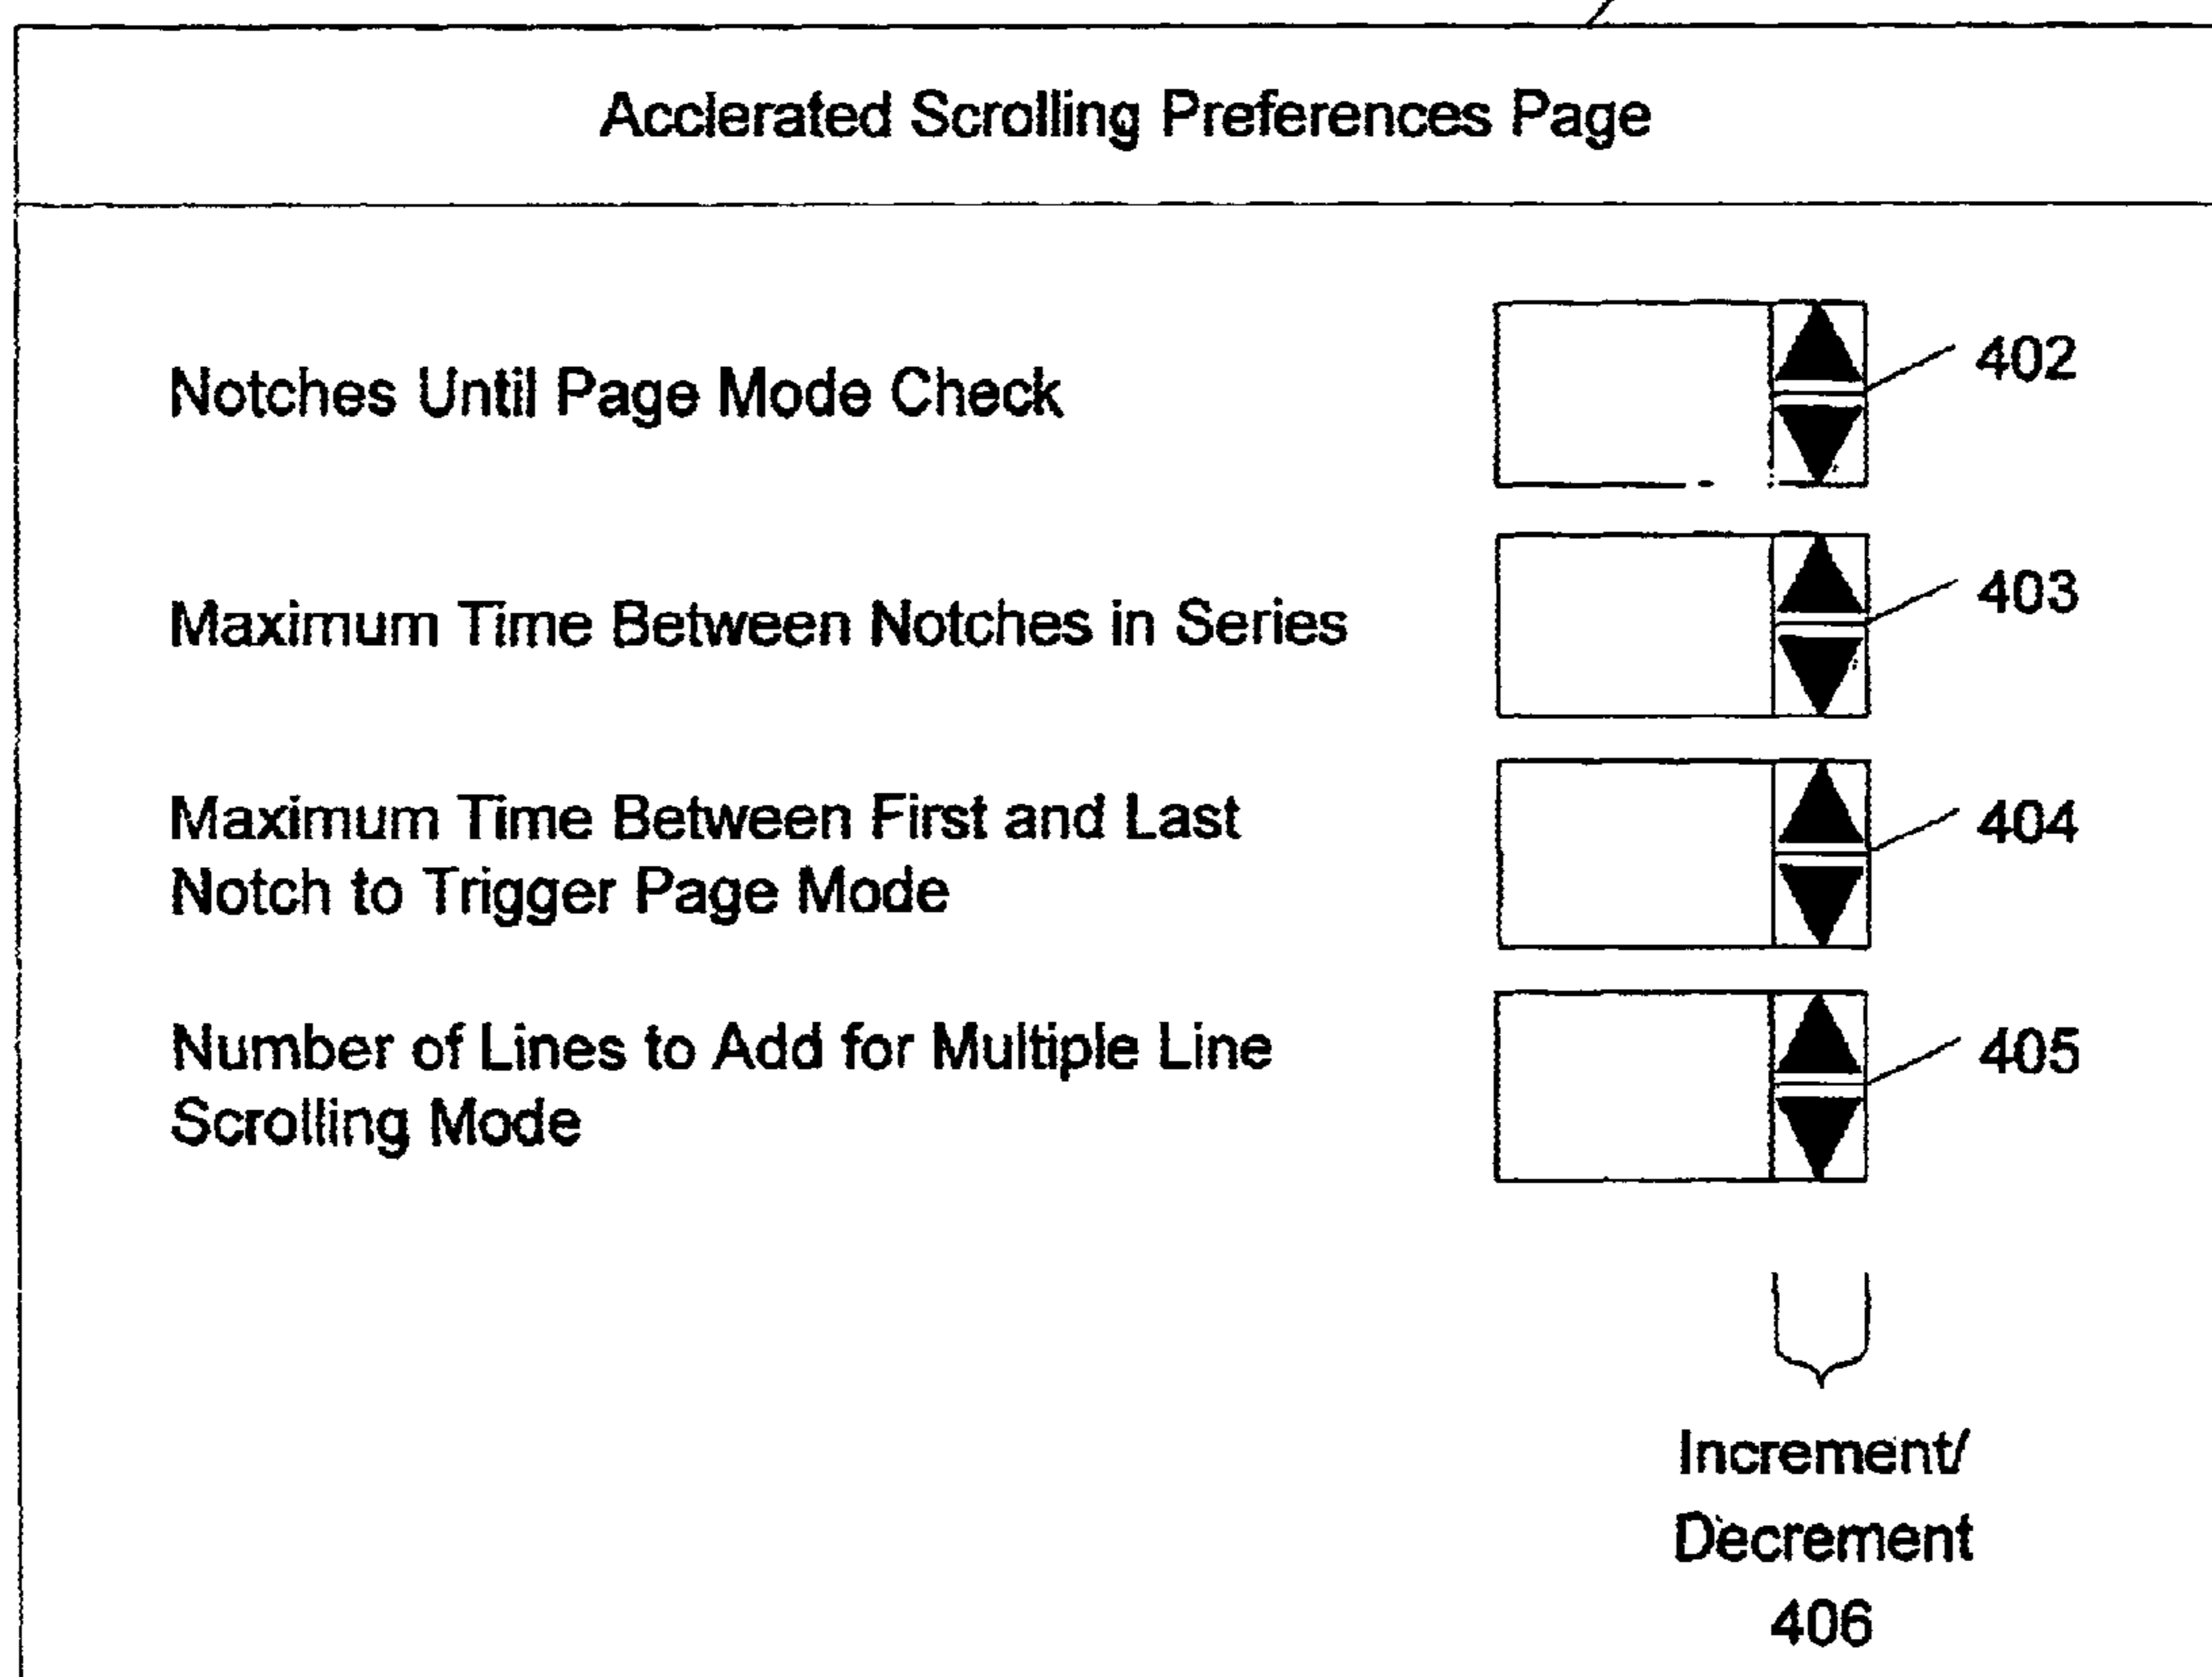 Acclerated Scrolling Preferences Page
Notches Until Page Mode Check
402
Maximum Time Between Notches in Series
403
Maximum Time Between First and Last
Notch to Trigger Page Mode
404
Number of Lines to Add for Multiple Line
Scrolling Mode
405
Increment/
Decrement
406